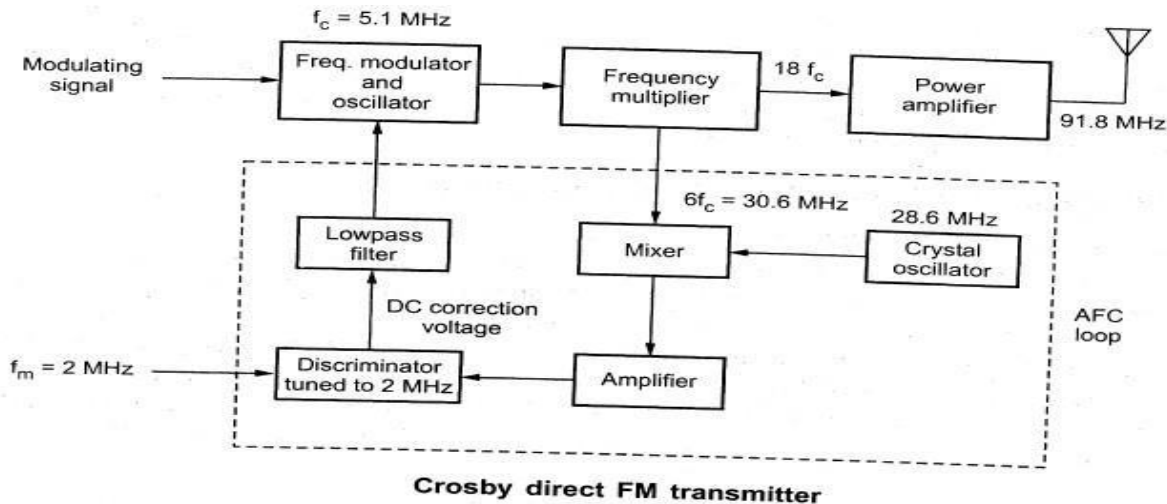 f_c = 5.1 MHz
Modulating
signal
Freq. modulator
and
oscillator
Frequency
multiplier
18 f_c
Power
amplifier
91.8 MHz
6f_c = 30.6 MHz
28.6 MHz
Lowpass
filter
Mixer
Crystal
oscillator
DC correction
voltage
AFC
loop
f_m = 2 MHz
Discriminator
tuned to 2 MHz
Amplifier
Crosby direct FM transmitter